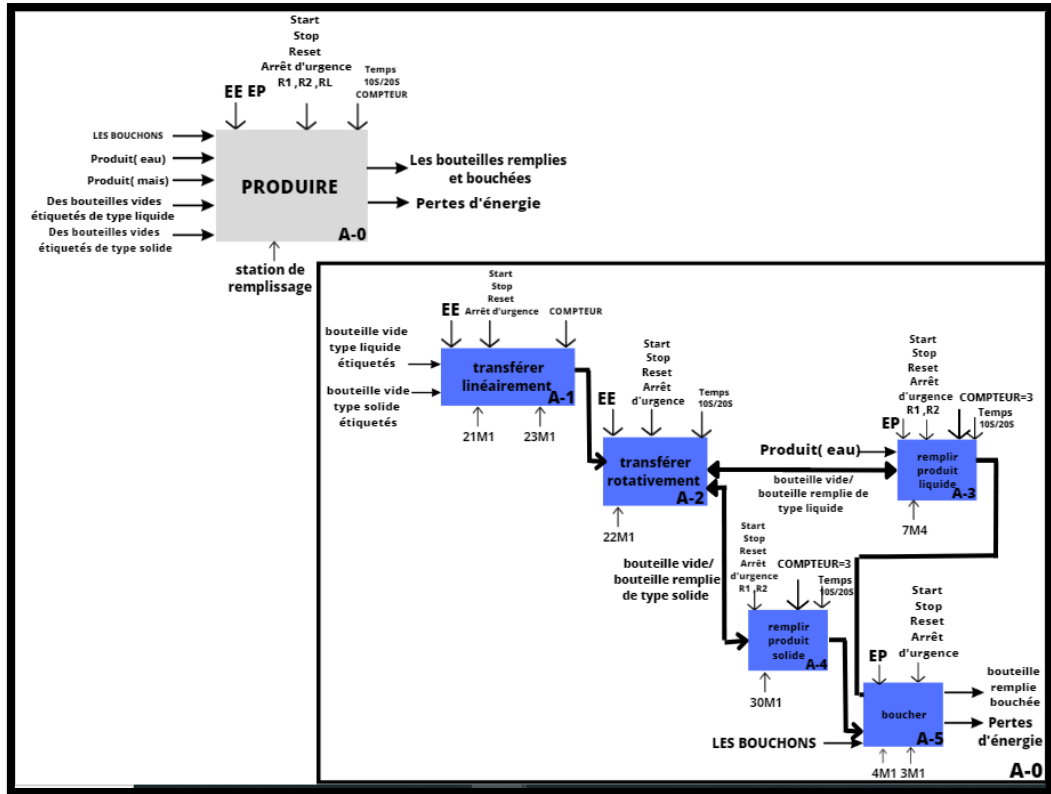 Start
Stop
Reset
Arrêt d'urgence
R1 ,R2 ,RL
Temps
10S/20S
COMPTEUR
EE EP
LES BOUCHONS
Produit( eau)
Produit( mais)
Des bouteilles vides
étiquetés de type liquide
Des bouteilles vides
étiquetés de type solide
PRODUIRE
A-0
Les bouteilles remplies
et bouchées
Pertes d'énergie
station de
remplissage
Start
Stop
Reset
Arrêt d'urgence
EE
COMPTEUR
bouteille vide
type liquide
étiquetés
bouteille vide
type solide
étiquetés
transférer
linéairement
A-1
21M1
23M1
Start
Stop
Reset
Arrêt
d'urgence
EE
Temps
10S/20S
transférer
rotativement
A-2
22M1
Start
Stop
Reset
Arrêt
d'urgence
R1 ,R2
EP
COMPTEUR=3
Temps
10S/20S
Produit( eau)
remplir
produit
liquide
A-3
7M4
bouteille vide/
bouteille remplie de
type liquide
bouteille vide/
bouteille remplie
de type solide
Start
Stop
Reset
Arrêt
d'urgence
R1 ,R2
COMPTEUR=3
Temps
10S/20S
remplir
produit
solide
A-4
30M1
Start
Stop
Reset
Arrêt
d'urgence
EP
LES BOUCHONS
boucher
A-5
4M1 3M1
bouteille
remplie
bouchée
Pertes
d'énergie
A-0